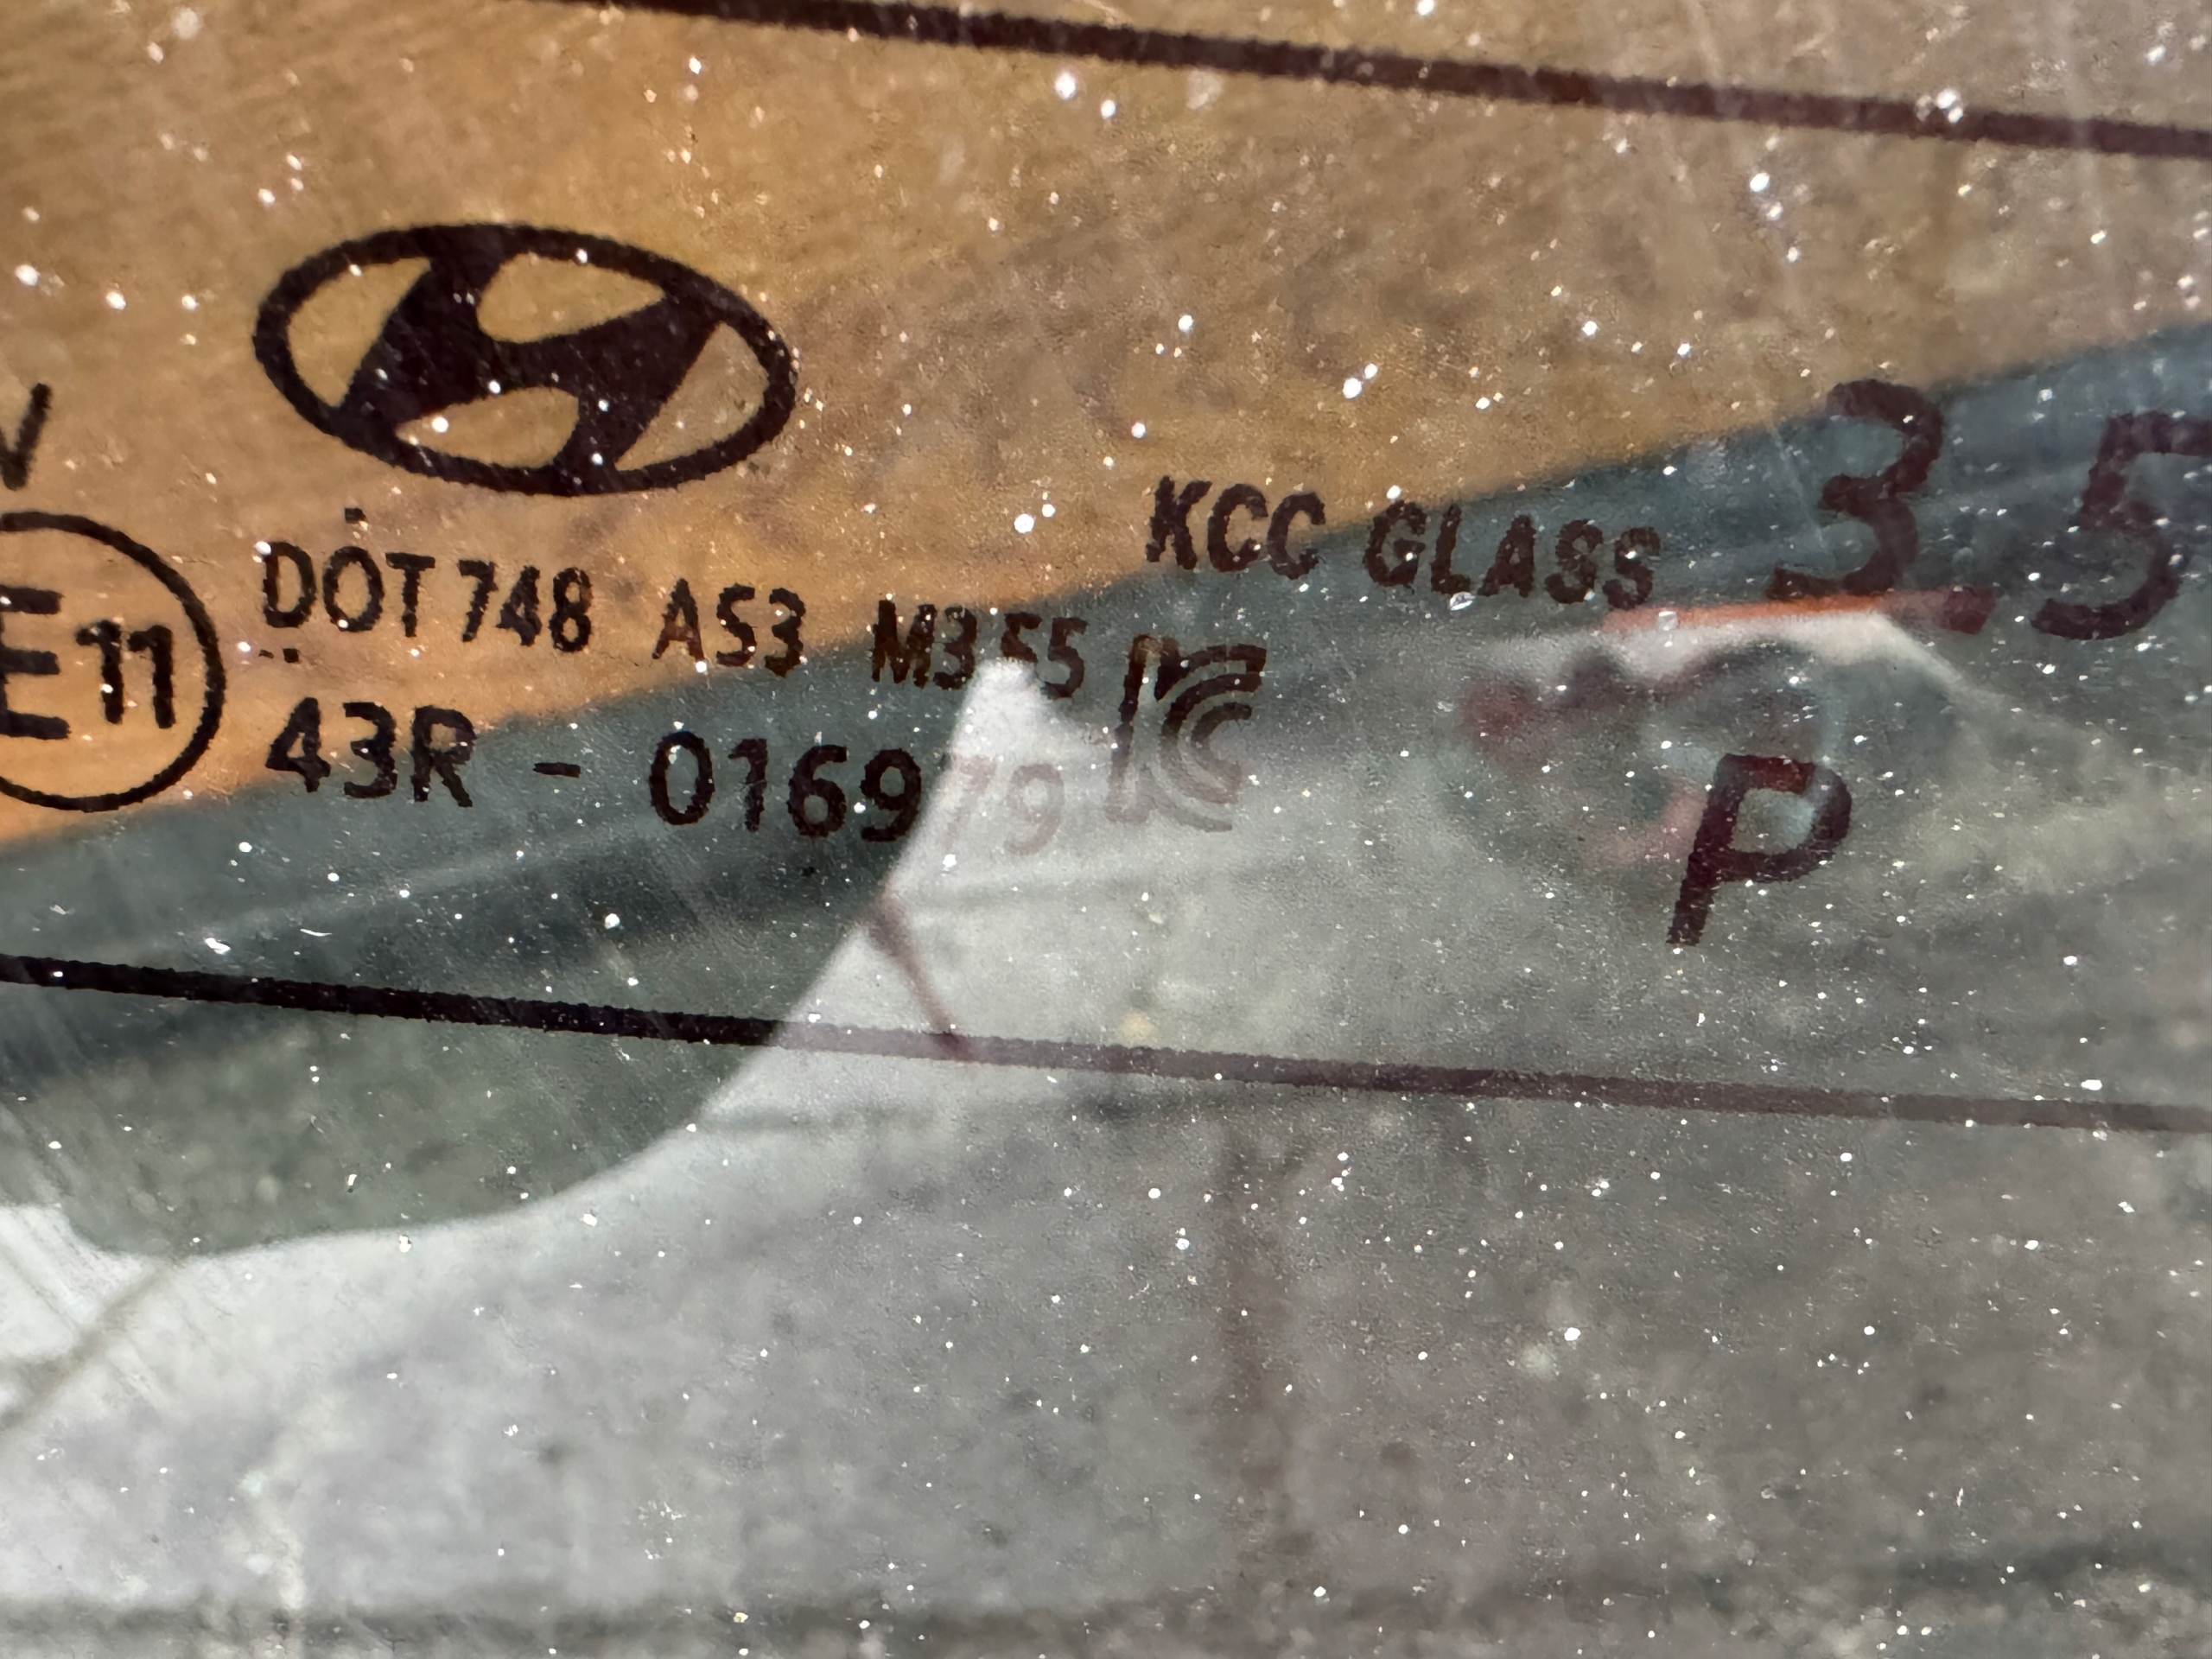 V
KCC GLASS 3.5
E11 DOT 748 AS3 M355
43R - 016979
P